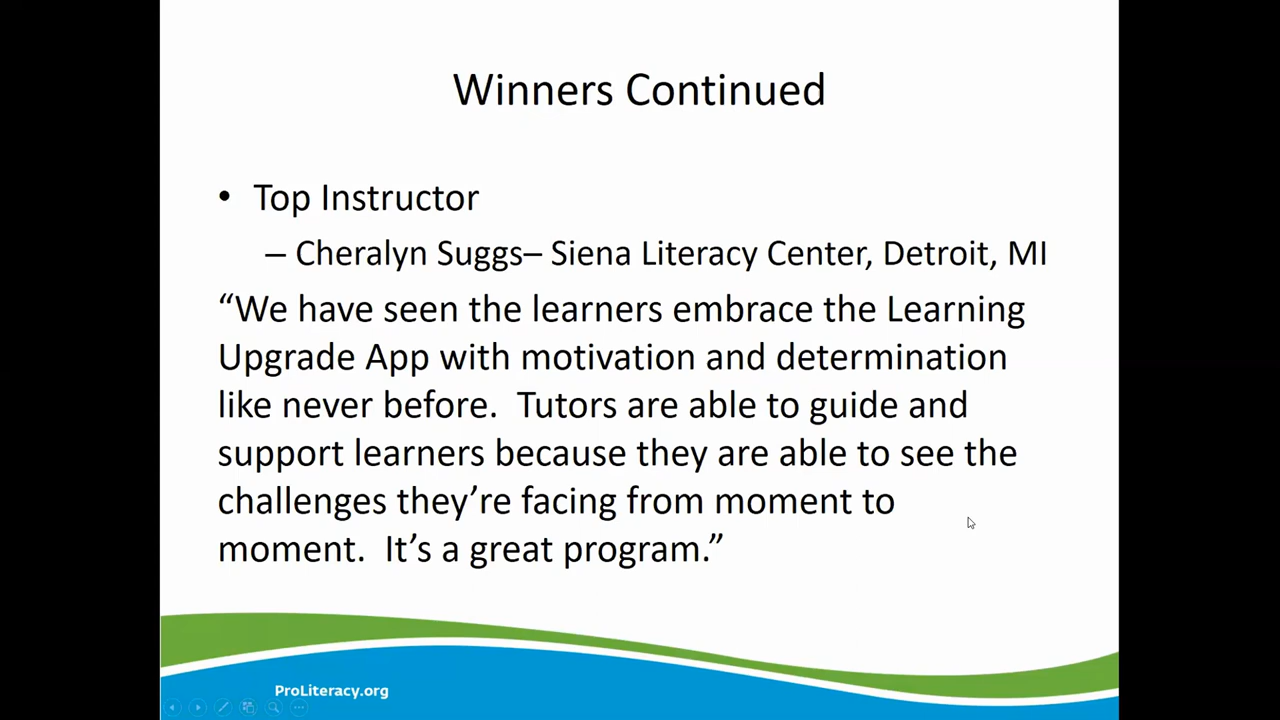 Winners Continued
• Top Instructor
– Cheralyn Suggs– Siena Literacy Center, Detroit, MI
“We have seen the learners embrace the Learning
Upgrade App with motivation and determination
like never before.  Tutors are able to guide and
support learners because they are able to see the
challenges they’re facing from moment to
moment.  It’s a great program.”
ProLiteracy.org